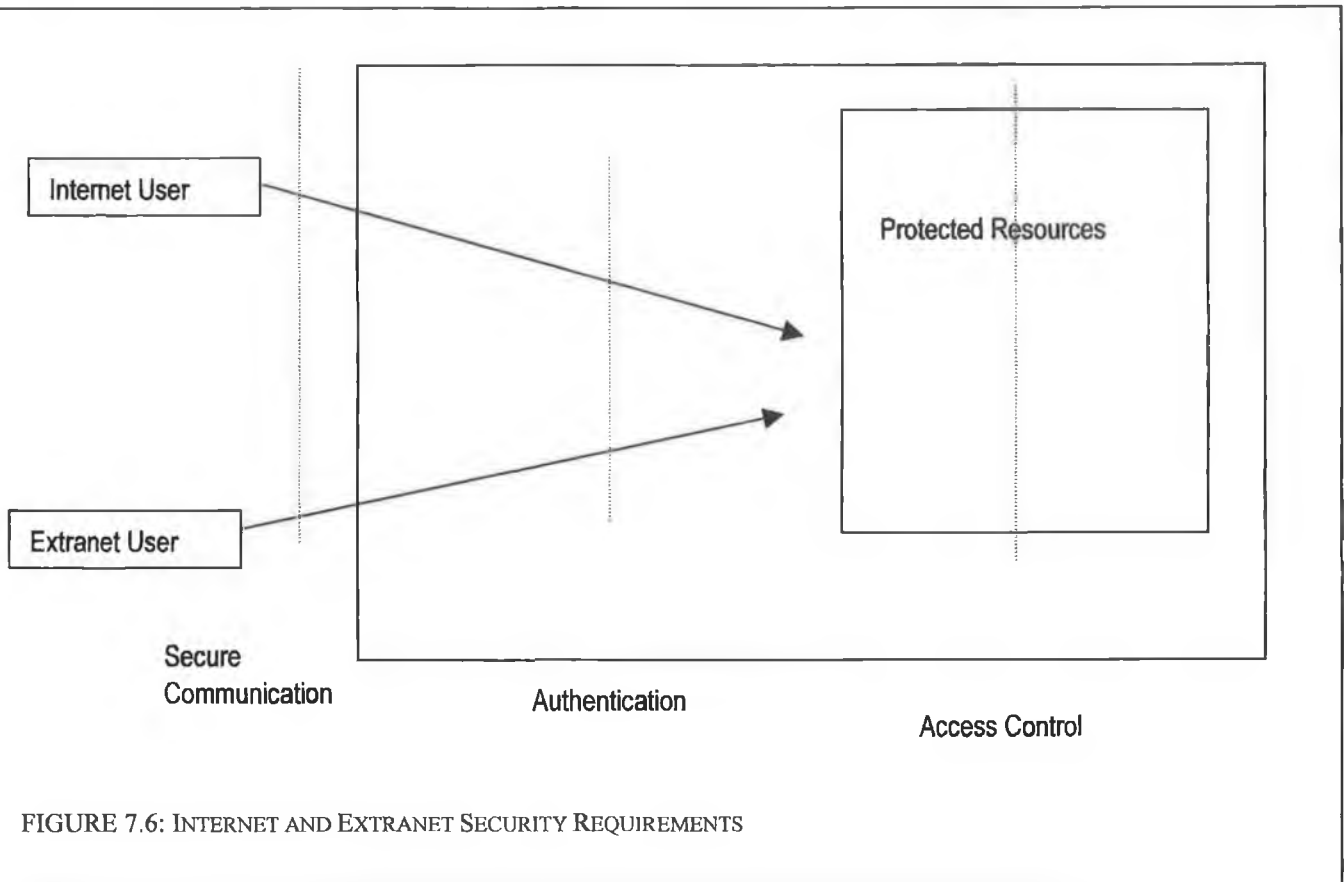 Internet User
Protected Resources
Extranet User
Secure
Communication
Authentication
Access Control
FIGURE 7.6: INTERNET AND EXTRANET SECURITY REQUIREMENTS